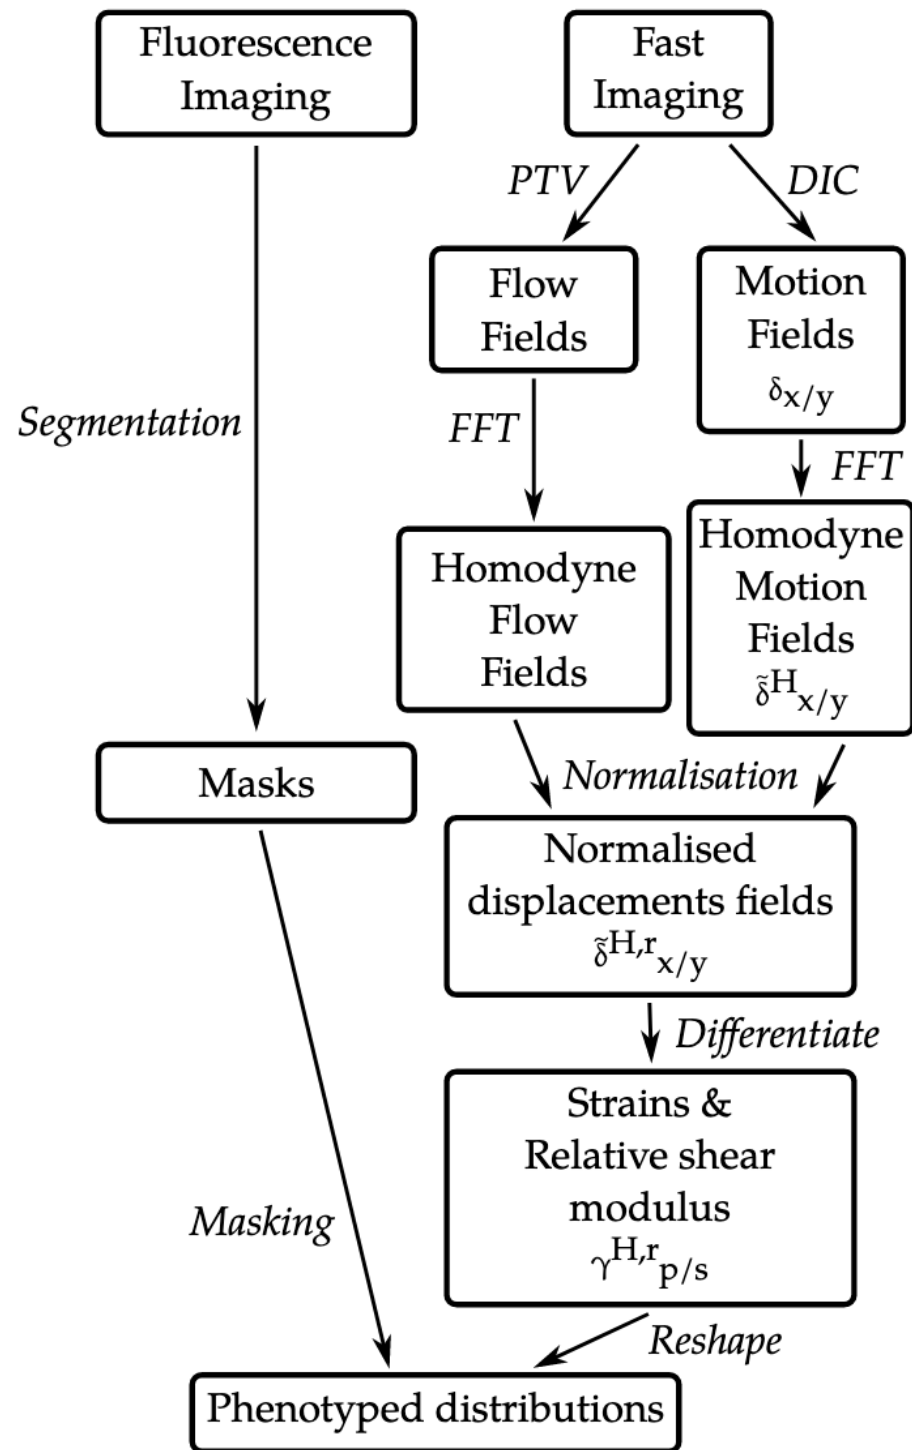 Fluorescence
Imaging
Fast
Imaging
PTV
DIC
Flow
Fields
Motion
Fields
δx/y
Segmentation
FFT
FFT
Homodyne
Flow
Fields
Homodyne
Motion
Fields
δ̃ᴴx/y
Masks
Normalisation
Normalised
displacements fields
δ̃ᴴ,ʳx/y
Differentiate
Strains &
Relative shear
modulus
γᴴ,ʳp/s
Masking
Reshape
Phenotyped distributions